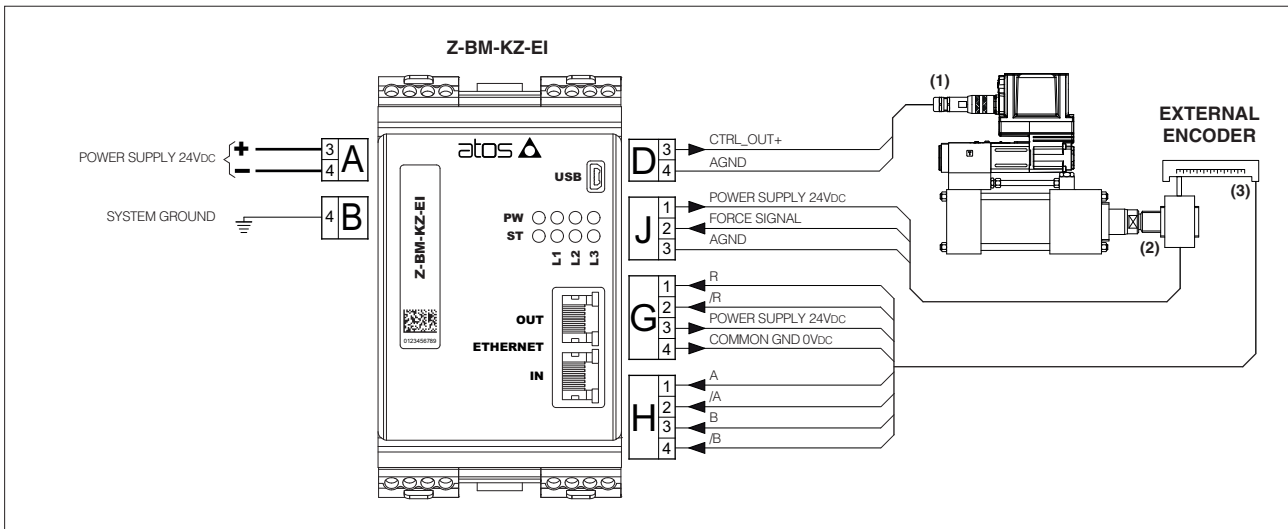 Z-BM-KZ-EI
POWER SUPPLY 24VDC
+
-
3
4
A
SYSTEM GROUND
4
B
Z-BM-KZ-EI
0123456789
atos
USB
PW
ST
L1
L2
L3
OUT
ETHERNET
IN
D
3
4
CTRL_OUT+
AGND
J
1
2
3
POWER SUPPLY 24VDC
FORCE SIGNAL
AGND
G
1
2
3
4
R
/R
POWER SUPPLY 24VDC
COMMON GND 0VDC
H
1
2
3
4
A
/A
B
/B
(1)
EXTERNAL
ENCODER
(3)
(2)